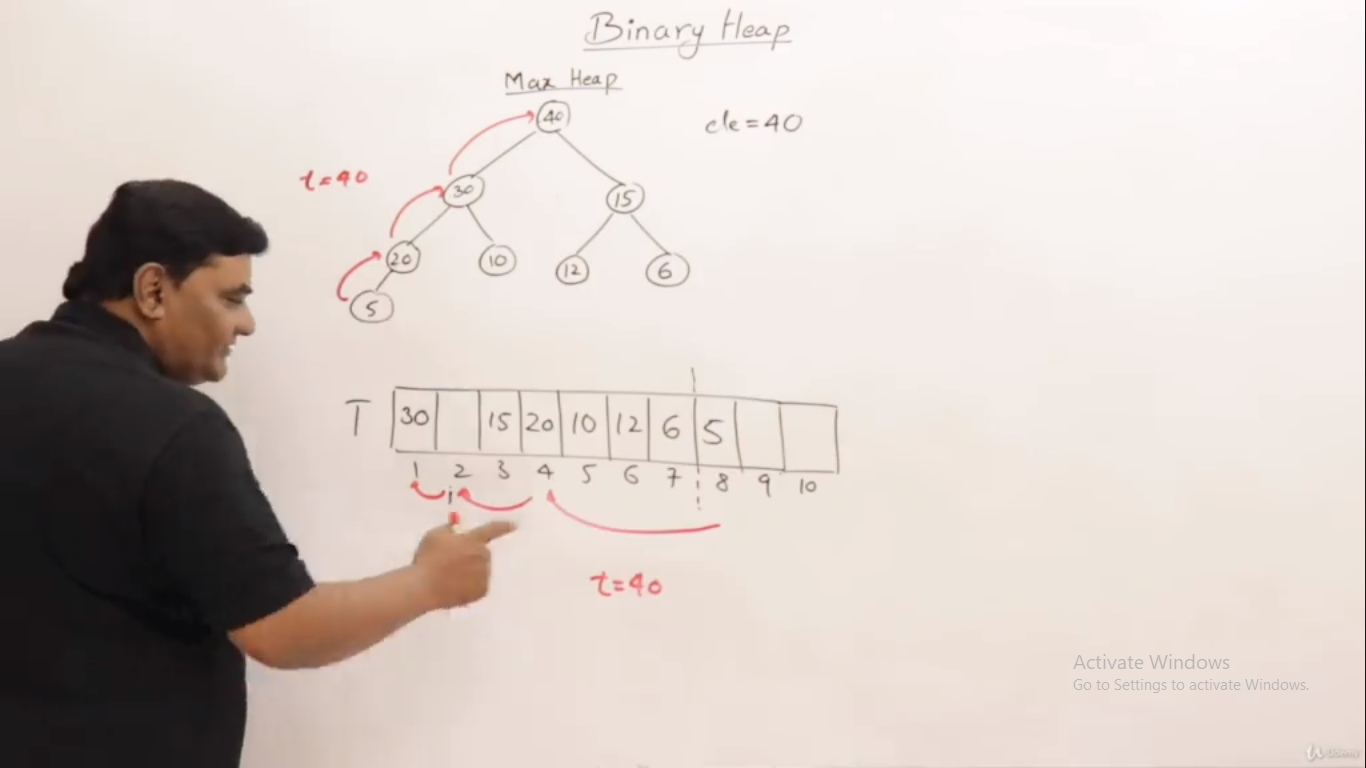 Binary Heap
Max Heap
40
ele=40
t=40
30
15
20
10
12
6
5
T 30 15 20 10 12 6 5
1 2 3 4 5 6 7 8 9 10
i
t=40
Activate Windows
Go to Settings to activate Windows.
Udemy